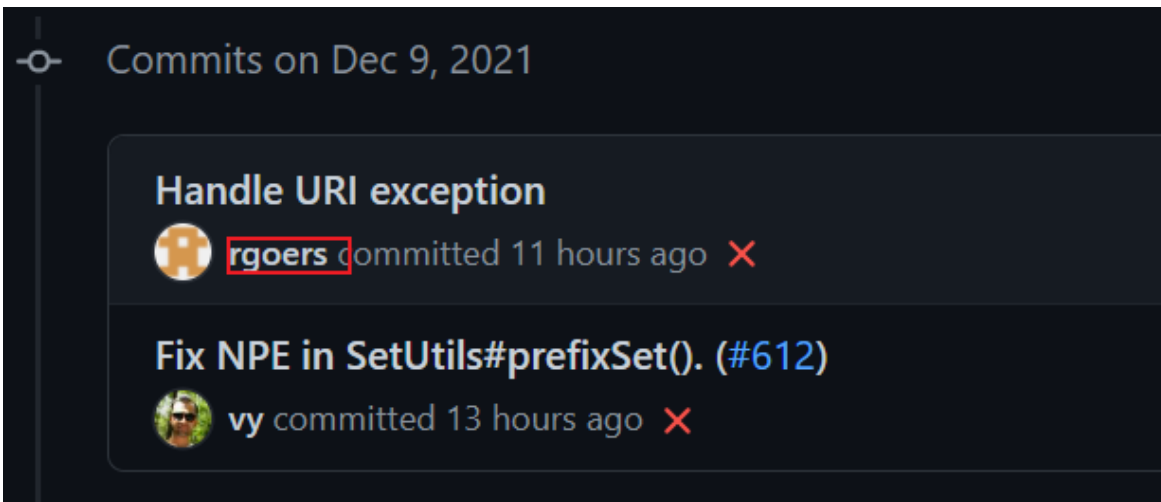 Commits on Dec 9, 2021
Handle URI exception
rgoers committed 11 hours ago
Fix NPE in SetUtils#prefixSet(). (#612)
vy committed 13 hours ago